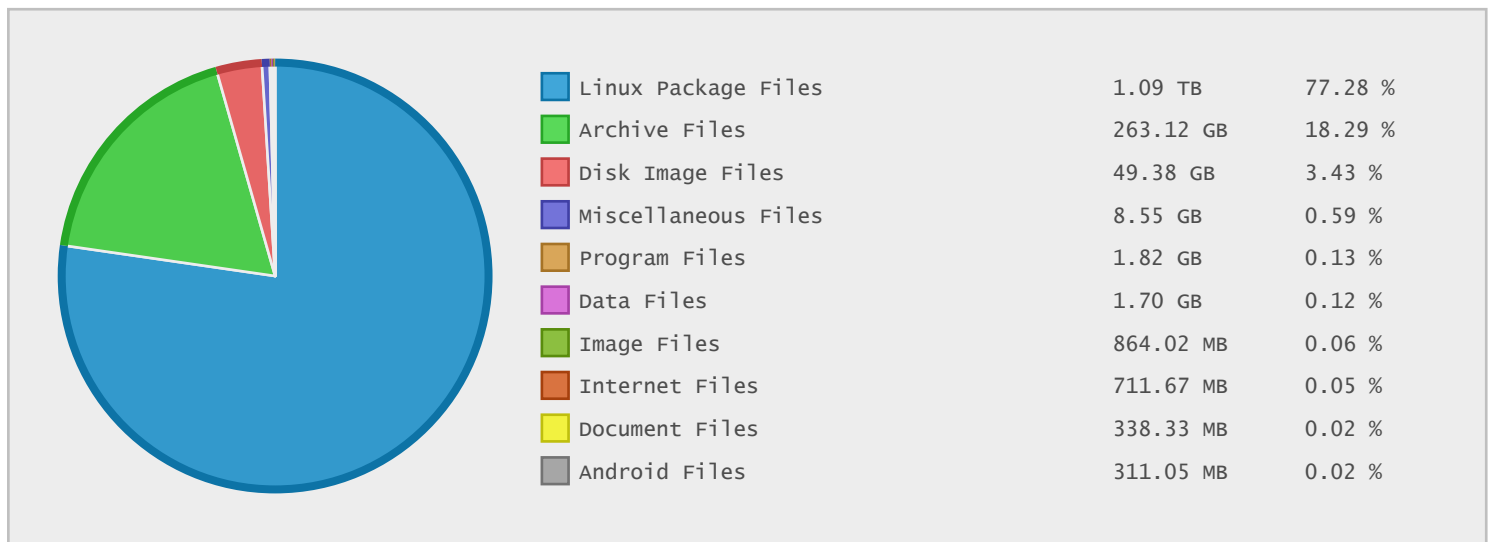 Linux Package Files 1.09 TB 77.28 %
Archive Files 263.12 GB 18.29 %
Disk Image Files 49.38 GB 3.43 %
Miscellaneous Files 8.55 GB 0.59 %
Program Files 1.82 GB 0.13 %
Data Files 1.70 GB 0.12 %
Image Files 864.02 MB 0.06 %
Internet Files 711.67 MB 0.05 %
Document Files 338.33 MB 0.02 %
Android Files 311.05 MB 0.02 %